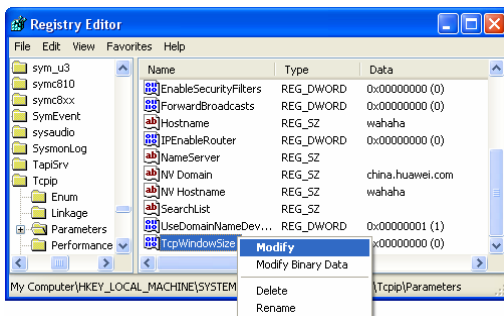 Registry Editor
File Edit View Favorites Help
sym_u3
symc810
symc8xx
SymEvent
sysaudio
SysmonLog
TapiSrv
Tcpip
Enum
Linkage
Parameters
Performance
Name Type Data
EnableSecurityFilters REG_DWORD 0x00000000 (0)
ForwardBroadcasts REG_DWORD 0x00000000 (0)
Hostname REG_SZ wahaha
IPEnableRouter REG_DWORD 0x00000000 (0)
NameServer REG_SZ
NV Domain REG_SZ china.huawei.com
NV Hostname REG_SZ wahaha
SearchList REG_SZ
UseDomainNameDev... REG_DWORD 0x00000001 (1)
TcpWindowSize x00000000 (0)
Modify
Modify Binary Data
Delete
Rename
My Computer\HKEY_LOCAL_MACHINE\SYSTEM \Tcpip\Parameters